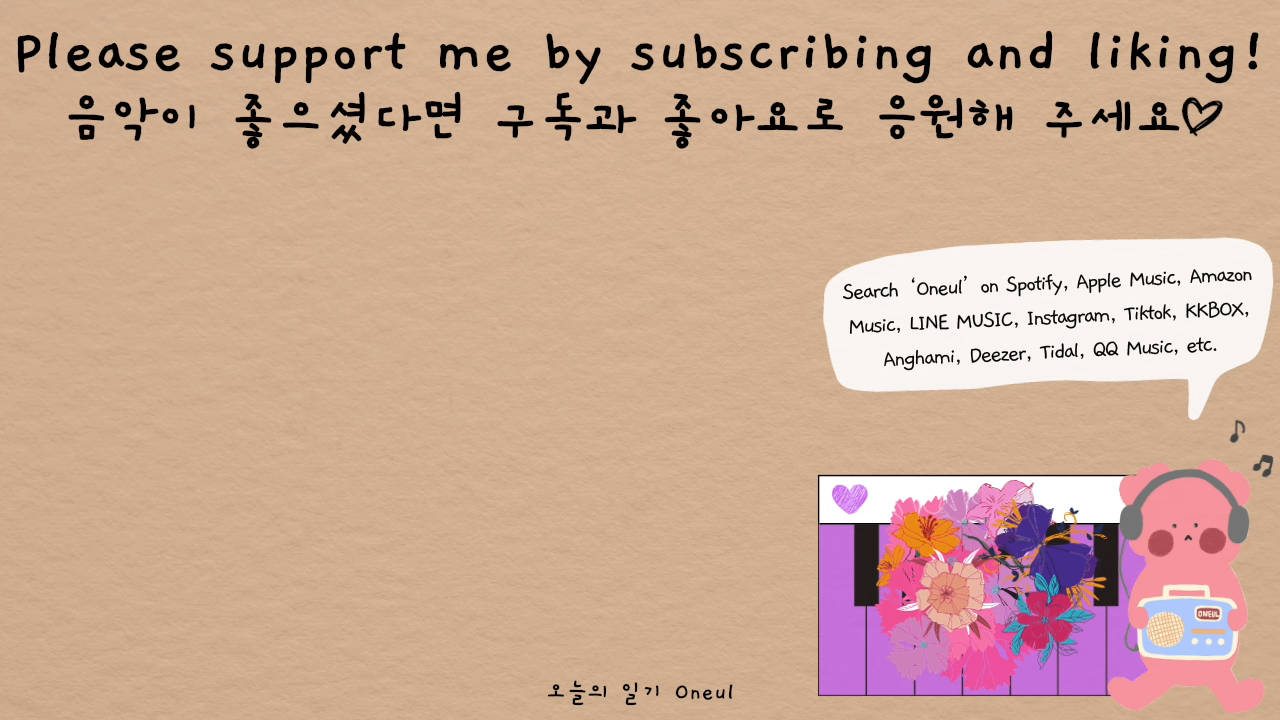 Please support me by subscribing and liking!
음악이 좋으셨다면 구독과 좋아요로 응원해 주세요♡
Search ‘Oneul’ on Spotify, Apple Music, Amazon
Music, LINE MUSIC, Instagram, Tiktok, KKBOX,
Anghami, Deezer, Tidal, QQ Music, etc.
ONEUL
오늘의 일기 Oneul